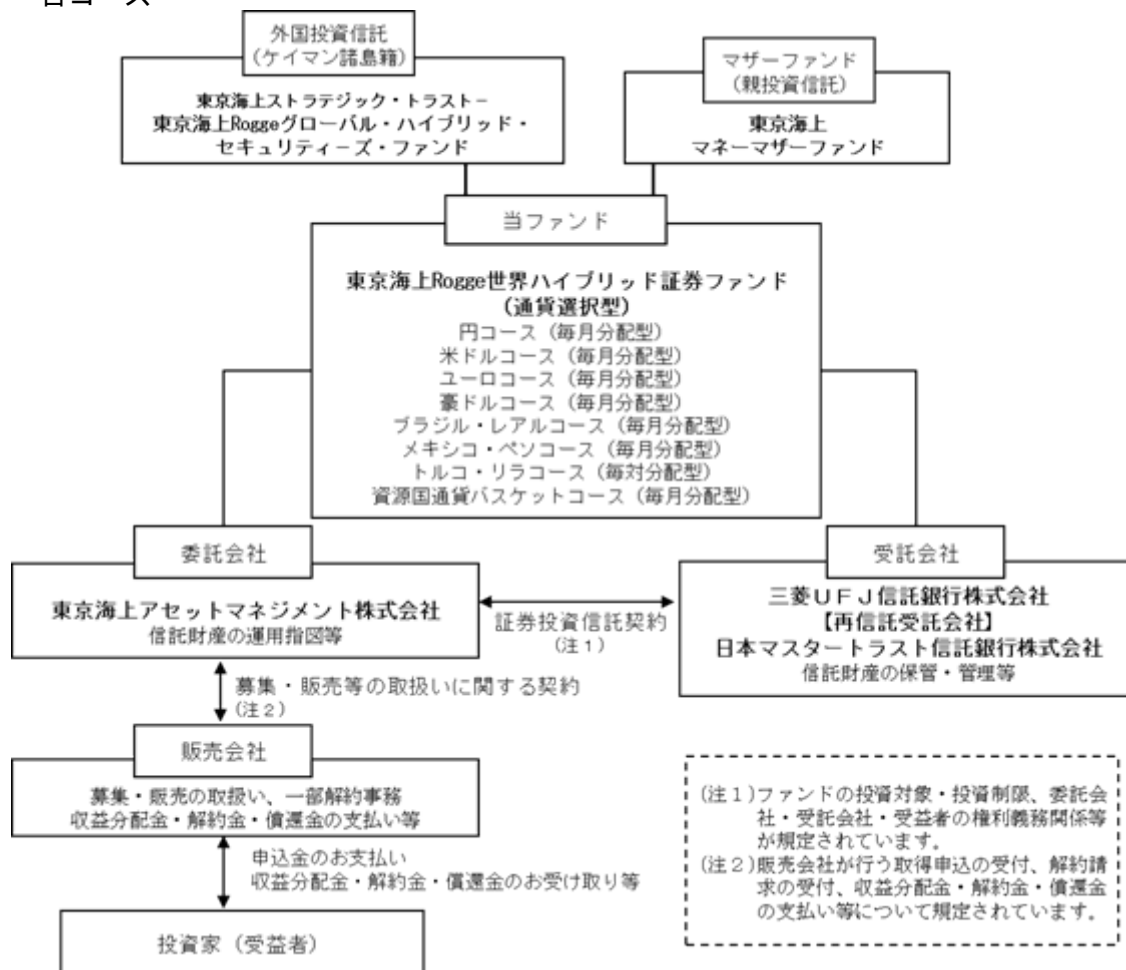 各コース
外国投資信託
(ケイマン諸島籍)
東京海上ストラテジック・トラスト−
東京海上Roggeグローバル・ハイブリッド・
セキュリティーズ・ファンド
マザーファンド
(親投資信託)
東京海上
マネーマザーファンド
当ファンド
東京海上Rogge世界ハイブリッド証券ファンド
(通貨選択型)
円コース (毎月分配型)
米ドルコース (毎月分配型)
ユーロコース (毎月分配型)
豪ドルコース (毎月分配型)
ブラジル・レアルコース (毎月分配型)
メキシコ・ペソコース (毎月分配型)
トルコ・リラコース (毎対分配型)
資源国通貨バスケットコース (毎月分配型)
委託会社
東京海上アセットマネジメント株式会社
信託財産の運用指図等
証券投資信託契約
(注1)
受託会社
三菱UFJ信託銀行株式会社
【再信託受託会社】
日本マスタートラスト信託銀行株式会社
信託財産の保管・管理等
募集・販売等の取扱いに関する契約
(注2)
販売会社
募集・販売の取扱い、一部解約事務
収益分配金・解約金・償還金の支払い等
申込金のお支払い
収益分配金・解約金・償還金のお受け取り等
投資家 (受益者)
(注1)ファンドの投資対象・投資制限、委託会
社・受託会社・受益者の権利義務関係等
が規定されています。
(注2)販売会社が行う取得申込の受付、解約請
求の受付、収益分配金・解約金・償還金
の支払い等について規定されています。